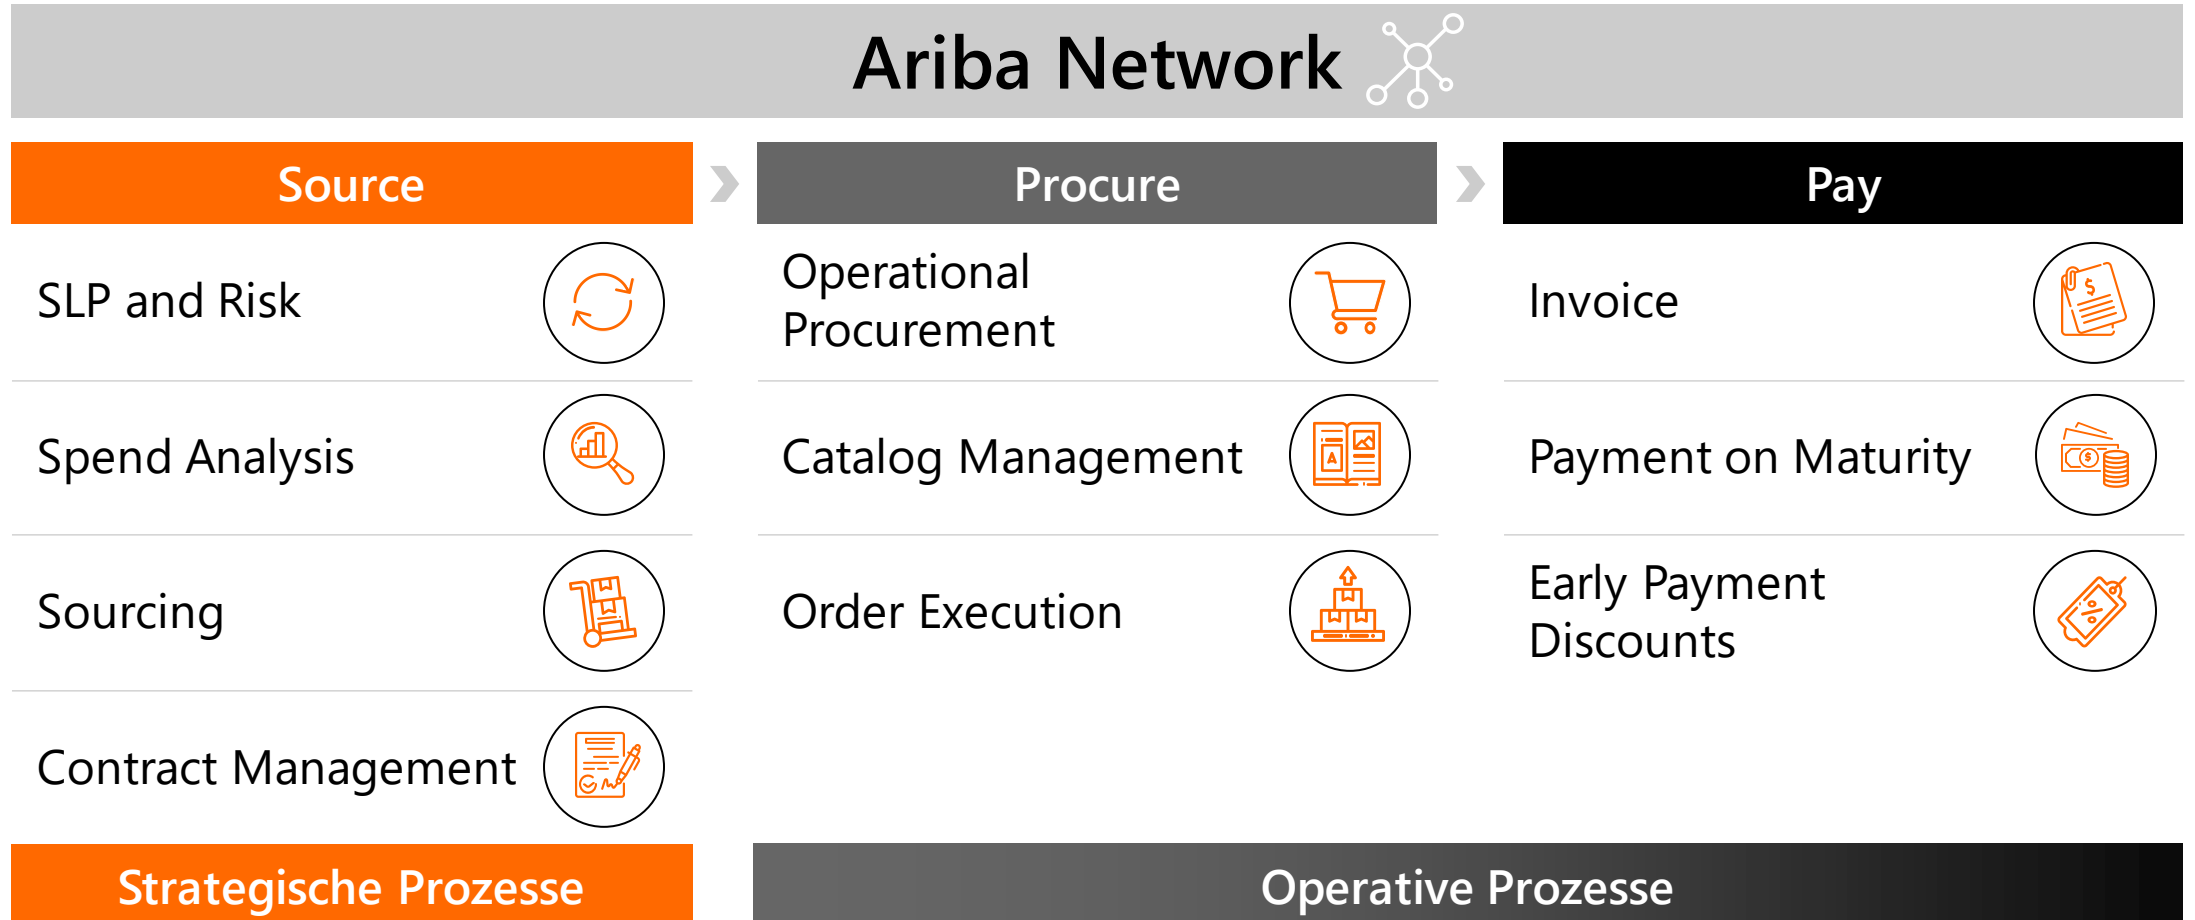 Ariba Network
Source
Procure
Pay
SLP and Risk
Spend Analysis
Sourcing
Contract Management
Operational
Procurement
Catalog Management
Order Execution
Invoice
Payment on Maturity
Early Payment
Discounts
Strategische Prozesse
Operative Prozesse